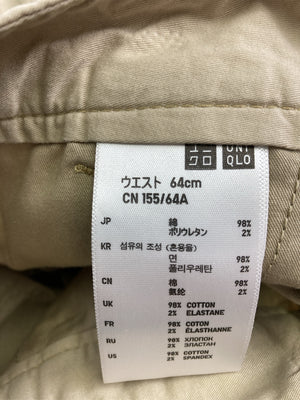 ユニ UNI
クロ QLO
ウエスト 64cm
CN 155/64A
JP 綿 98%
ポリウレタン 2%
KR 섬유의 조성 (혼용률)
면 98%
폴리우레탄 2%
CN 棉 98%
氨纶 2%
UK 98% COTTON
2% ELASTANE
FR 98% COTON
2% ÉLASTHANNE
RU 98% ХЛОПОК
2% ЭЛАСТАН
US 98% COTTON
2% SPANDEX